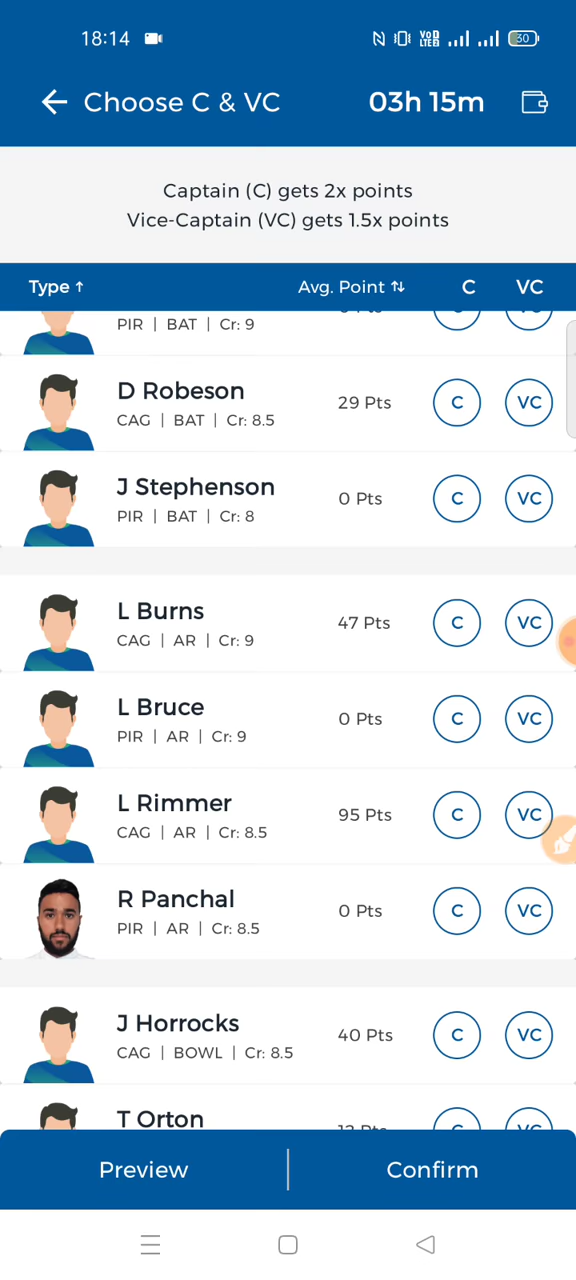 18:14
VoD
LTE2
30
Choose C & VC
03h 15m
Captain (C) gets 2x points
Vice-Captain (VC) gets 1.5x points
Type ↑
Avg. Point ↑↓
C
VC
PIR | BAT | Cr: 9
D Robeson
CAG | BAT | Cr: 8.5
29 Pts
C
VC
J Stephenson
PIR | BAT | Cr: 8
0 Pts
C
VC
L Burns
CAG | AR | Cr: 9
47 Pts
C
VC
L Bruce
PIR | AR | Cr: 9
0 Pts
C
VC
L Rimmer
CAG | AR | Cr: 8.5
95 Pts
C
VC
R Panchal
PIR | AR | Cr: 8.5
0 Pts
C
VC
J Horrocks
CAG | BOWL | Cr: 8.5
40 Pts
C
VC
T Orton
Preview
Confirm